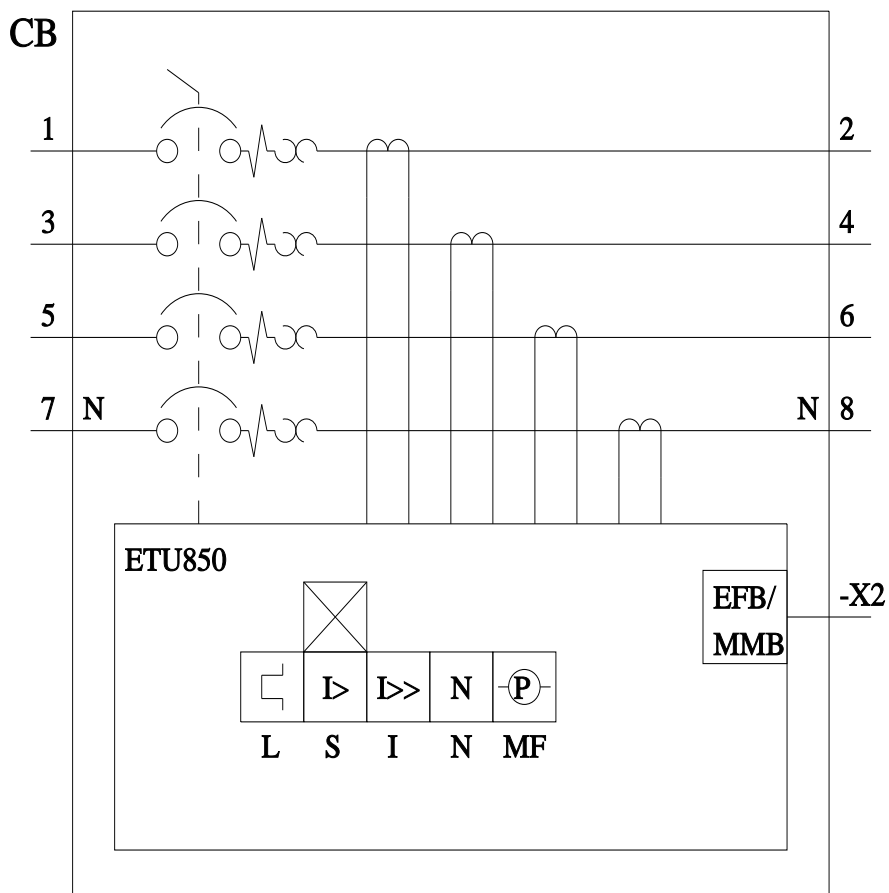 CB
1 2
3 4
5 6
7 N N 8
ETU850
EFB/ -X2
MMB
I> I>> N P
L S I N MF